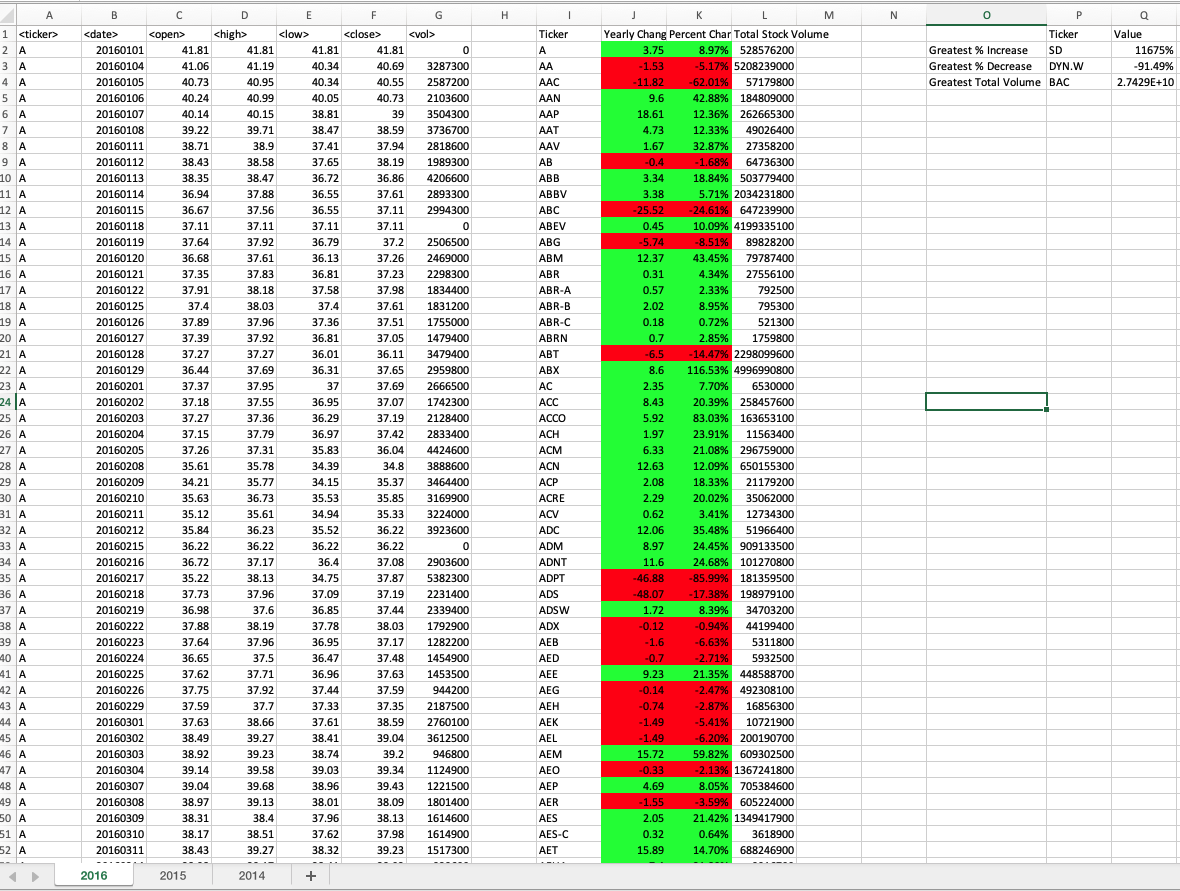 A B C D E F G H I J K L M N O P Q
1 <ticker> <date> <open> <high> <low> <close> <vol> Ticker Yearly Chang Percent Char Total Stock Volume Ticker Value
2 A 20160101 41.81 41.81 41.81 41.81 0 A 3.75 8.97% 528576200 Greatest % Increase SD 11675%
3 A 20160104 41.06 41.19 40.34 40.69 3287300 AA -1.53 -5.17% 5208239000 Greatest % Decrease DYN.W -91.49%
4 A 20160105 40.73 40.95 40.34 40.55 2587200 AAC -11.82 -62.01% 57179800 Greatest Total Volume BAC 2.7429E+10
5 A 20160106 40.24 40.99 40.05 40.73 2103600 AAN 9.6 42.88% 184809000
6 A 20160107 40.14 40.15 38.81 39 3504300 AAP 18.61 12.36% 262665300
7 A 20160108 39.22 39.71 38.47 38.59 3736700 AAT 4.73 12.33% 49026400
8 A 20160111 38.71 38.9 37.41 37.94 2818600 AAV 1.67 32.87% 27358200
9 A 20160112 38.43 38.58 37.65 38.19 1989300 AB -0.4 -1.68% 64736300
10 A 20160113 38.35 38.47 36.72 36.86 4206600 ABB 3.34 18.84% 503779400
11 A 20160114 36.94 37.88 36.55 37.61 2893300 ABBV 3.38 5.71% 2034231800
12 A 20160115 36.67 37.56 36.55 37.11 2994300 ABC -25.52 -24.61% 647239900
13 A 20160118 37.11 37.11 37.11 37.11 0 ABEV 0.45 10.09% 4199335100
14 A 20160119 37.64 37.92 36.79 37.2 2506500 ABG -5.74 -8.51% 89828200
15 A 20160120 36.68 37.61 36.13 37.26 2469000 ABM 12.37 43.45% 79787400
16 A 20160121 37.35 37.83 36.81 37.23 2298300 ABR 0.31 4.34% 27556100
17 A 20160122 37.91 38.18 37.58 37.98 1834400 ABR-A 0.57 2.33% 792500
18 A 20160125 37.4 38.03 37.4 37.61 1831200 ABR-B 2.02 8.95% 795300
19 A 20160126 37.89 37.96 37.36 37.51 1755000 ABR-C 0.18 0.72% 521300
20 A 20160127 37.39 37.92 36.81 37.05 1479400 ABRN 0.7 2.85% 1759800
21 A 20160128 37.27 37.27 36.01 36.11 3479400 ABT -6.5 -14.47% 2298099600
22 A 20160129 36.44 37.69 36.31 37.65 2959800 ABX 8.6 116.53% 4996990800
23 A 20160201 37.37 37.95 37 37.69 2666500 AC 2.35 7.70% 6530000
24 A 20160202 37.18 37.55 36.95 37.07 1742300 ACC 8.43 20.39% 258457600
25 A 20160203 37.27 37.36 36.29 37.19 2128400 ACCO 5.92 83.03% 163653100
26 A 20160204 37.15 37.79 36.97 37.42 2833400 ACH 1.97 23.91% 11563400
27 A 20160205 37.26 37.31 35.83 36.04 4424600 ACM 6.33 21.08% 296759000
28 A 20160208 35.61 35.78 34.39 34.8 3888600 ACN 12.63 12.09% 650155300
29 A 20160209 34.21 35.77 34.15 35.37 3464400 ACP 2.08 18.33% 21179200
30 A 20160210 35.63 36.73 35.53 35.85 3169900 ACRE 2.29 20.02% 35062000
31 A 20160211 35.12 35.61 34.94 35.33 3224000 ACV 0.62 3.41% 12734300
32 A 20160212 35.84 36.23 35.52 36.22 3923600 ADC 12.06 35.48% 51966400
33 A 20160215 36.22 36.22 36.22 36.22 0 ADM 8.97 24.45% 909133500
34 A 20160216 36.72 37.17 36.4 37.08 2903600 ADNT 11.6 24.68% 101270800
35 A 20160217 35.22 38.13 34.75 37.87 5382300 ADPT -46.88 -85.99% 181359500
36 A 20160218 37.73 37.96 37.09 37.19 2231400 ADS -48.07 -17.38% 198979100
37 A 20160219 36.98 37.6 36.85 37.44 2339400 ADSW 1.72 8.39% 34703200
38 A 20160222 37.88 38.19 37.78 38.03 1792900 ADX -0.12 -0.94% 44199400
39 A 20160223 37.64 37.96 36.95 37.17 1282200 AEB -1.6 -6.63% 5311800
40 A 20160224 36.65 37.5 36.47 37.48 1454900 AED -0.7 -2.71% 5932500
41 A 20160225 37.62 37.71 36.96 37.63 1453500 AEE 9.23 21.35% 448588700
42 A 20160226 37.75 37.92 37.44 37.59 944200 AEG -0.14 -2.47% 492308100
43 A 20160229 37.59 37.7 37.33 37.35 2187500 AEH -0.74 -2.87% 16856300
44 A 20160301 37.63 38.66 37.61 38.59 2760100 AEK -1.49 -5.41% 10721900
45 A 20160302 38.49 39.27 38.41 39.04 3612500 AEL -1.49 -6.20% 200190700
46 A 20160303 38.92 39.23 38.74 39.2 946800 AEM 15.72 59.82% 609302500
47 A 20160304 39.14 39.58 39.03 39.34 1124900 AEO -0.33 -2.13% 1367241800
48 A 20160307 39.04 39.68 38.96 39.43 1221500 AEP 4.69 8.05% 705384600
49 A 20160308 38.97 39.13 38.01 38.09 1801400 AER -1.55 -3.59% 605224000
50 A 20160309 38.31 38.4 37.96 38.13 1614600 AES 2.05 21.42% 1349417900
51 A 20160310 38.17 38.51 37.62 37.98 1614900 AES-C 0.32 0.64% 3618900
52 A 20160311 38.43 39.27 38.32 39.23 1517300 AET 15.89 14.70% 688246900
2016 2015 2014 +